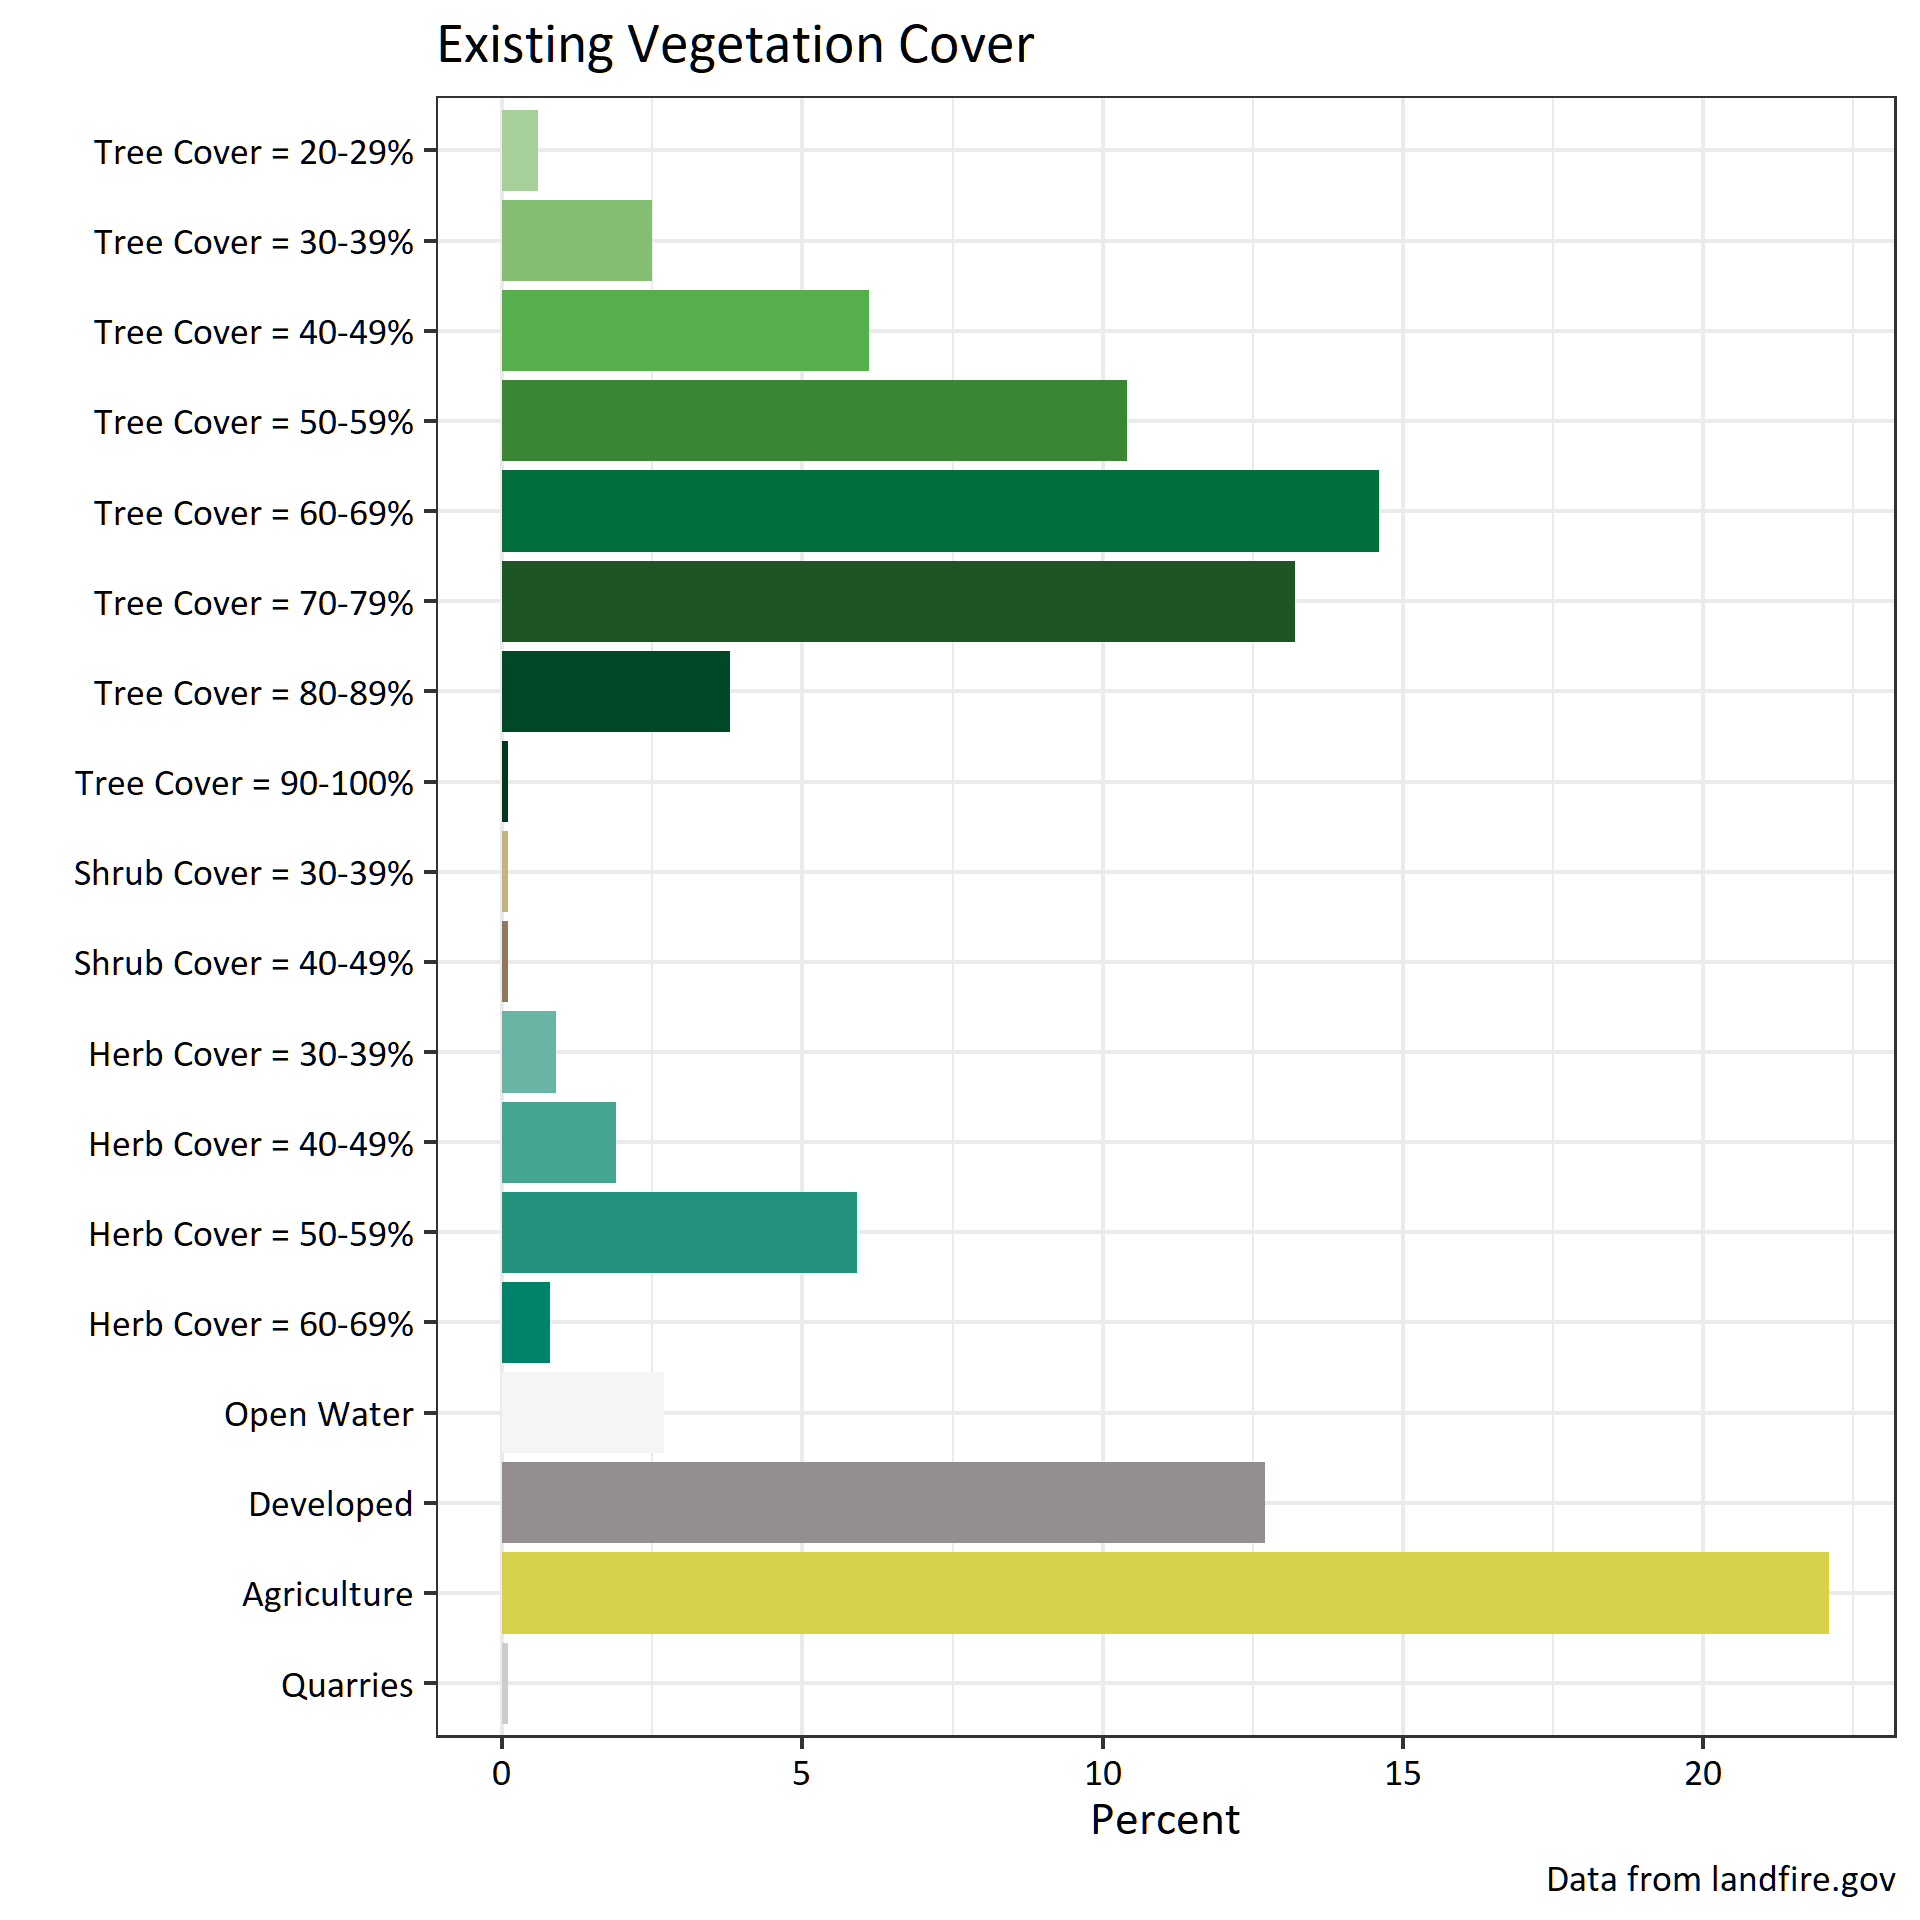 Existing Vegetation Cover
Tree Cover = 20-29%
Tree Cover = 30-39%
Tree Cover = 40-49%
Tree Cover = 50-59%
Tree Cover = 60-69%
Tree Cover = 70-79%
Tree Cover = 80-89%
Tree Cover = 90-100%
Shrub Cover = 30-39%
Shrub Cover = 40-49%
Herb Cover = 30-39%
Herb Cover = 40-49%
Herb Cover = 50-59%
Herb Cover = 60-69%
Open Water
Developed
Agriculture
Quarries
0 5 10 15 20
Percent
Data from landfire.gov